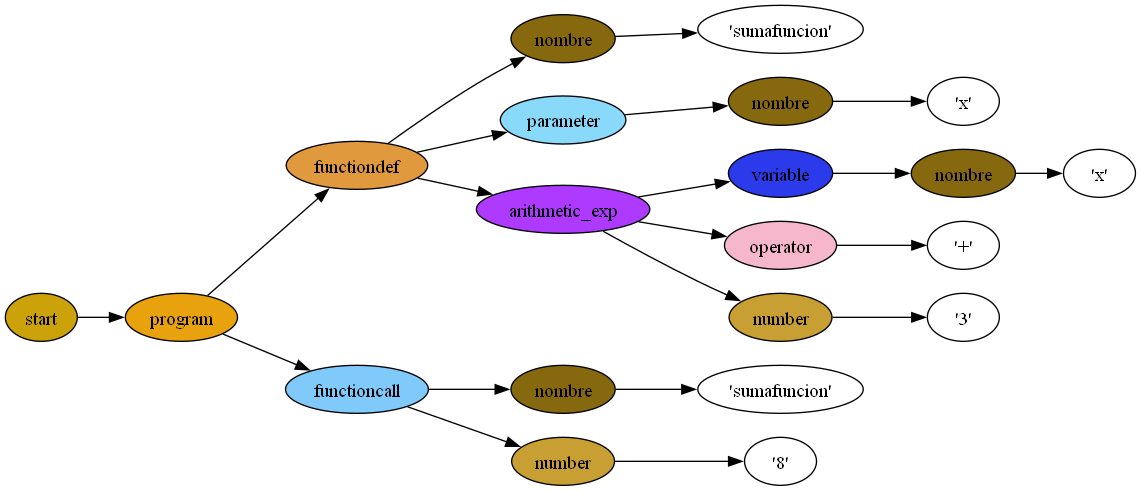 nombre
'sumafuncion'
parameter
nombre
'x'
functiondef
variable
nombre
'x'
arithmetic_exp
operator
'+'
start
program
number
'3'
functioncall
nombre
'sumafuncion'
number
'8'